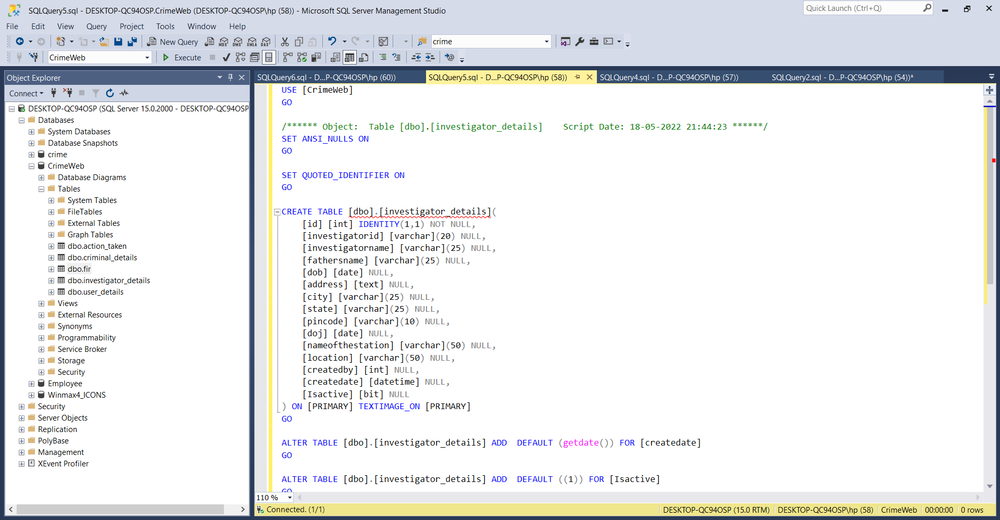 SQLQuery5.sql - DESKTOP-QC94OSP.CrimeWeb (DESKTOP-QC94OSP\hp (58)) - Microsoft SQL Server Management Studio
Quick Launch (Ctrl+Q)
File Edit View Query Project Tools Window Help
New Query MDX DMX XMLA DAX crime
CrimeWeb Execute
Object Explorer
Connect
DESKTOP-QC94OSP (SQL Server 15.0.2000 - DESKTOP-QC94OSP
Databases
System Databases
Database Snapshots
crime
CrimeWeb
Database Diagrams
Tables
System Tables
FileTables
External Tables
Graph Tables
dbo.action_taken
dbo.criminal_details
dbo.fir
dbo.investigator_details
dbo.user_details
Views
External Resources
Synonyms
Programmability
Service Broker
Storage
Security
Employee
Winmax4_ICONS
Security
Server Objects
Replication
PolyBase
Management
XEvent Profiler
SQLQuery6.sql - D...P-QC94OSP\hp (60)) SQLQuery5.sql - D...P-QC94OSP\hp (58)) SQLQuery4.sql - D...P-QC94OSP\hp (57)) SQLQuery2.sql - D...P-QC94OSP\hp (54))*
USE [CrimeWeb]
GO
/****** Object:  Table [dbo].[investigator_details]    Script Date: 18-05-2022 21:44:23 ******/
SET ANSI_NULLS ON
GO
SET QUOTED_IDENTIFIER ON
GO
CREATE TABLE [dbo].[investigator_details](
[id] [int] IDENTITY(1,1) NOT NULL,
[investigatorid] [varchar](20) NULL,
[investigatorname] [varchar](25) NULL,
[fathersname] [varchar](25) NULL,
[dob] [date] NULL,
[address] [text] NULL,
[city] [varchar](25) NULL,
[state] [varchar](25) NULL,
[pincode] [varchar](10) NULL,
[doj] [date] NULL,
[nameofthestation] [varchar](50) NULL,
[location] [varchar](50) NULL,
[createdby] [int] NULL,
[createdate] [datetime] NULL,
[Isactive] [bit] NULL
) ON [PRIMARY] TEXTIMAGE_ON [PRIMARY]
GO
ALTER TABLE [dbo].[investigator_details] ADD  DEFAULT (getdate()) FOR [createdate]
GO
ALTER TABLE [dbo].[investigator_details] ADD  DEFAULT ((1)) FOR [Isactive]
GO
110 %
Connected. (1/1) DESKTOP-QC94OSP (15.0 RTM) DESKTOP-QC94OSP\hp (58) CrimeWeb 00:00:00 0 rows